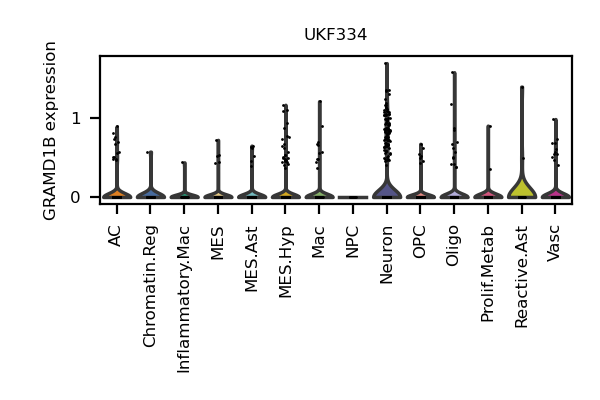 UKF334
GRAMD1B expression
1
0
AC
Chromatin.Reg
Inflammatory.Mac
MES
MES.Ast
MES.Hyp
Mac
NPC
Neuron
OPC
Oligo
Prolif.Metab
Reactive.Ast
Vasc